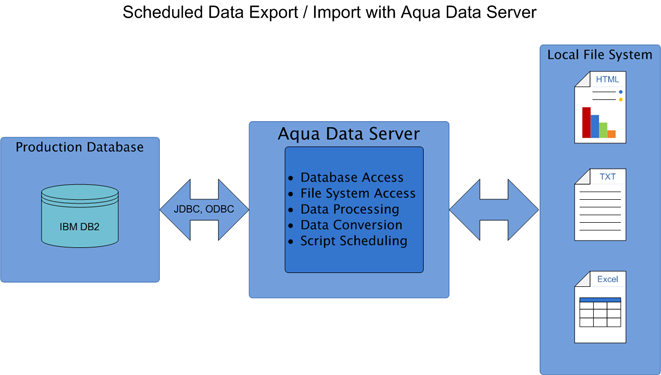 Scheduled Data Export / Import with Aqua Data Server
Production Database
IBM DB2
JDBC, ODBC
Aqua Data Server
• Database Access
• File System Access
• Data Processing
• Data Conversion
• Script Scheduling
Local File System
HTML
TXT
Excel